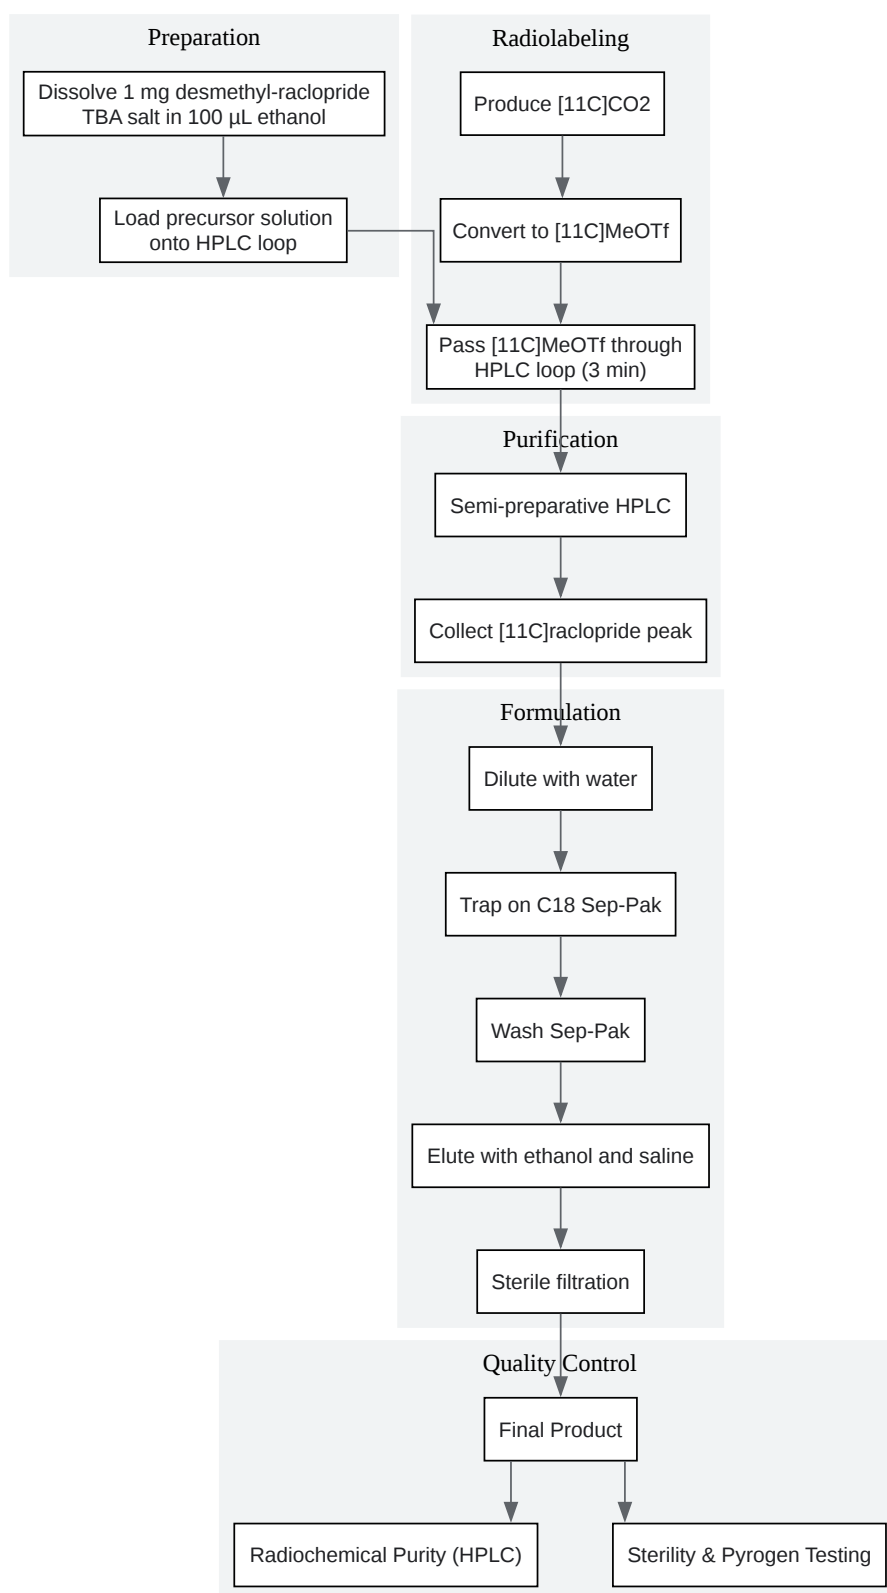 Preparation
Dissolve 1 mg desmethyl-raclopride
TBA salt in 100 µL ethanol
Load precursor solution
onto HPLC loop
Radiolabeling
Produce [11C]CO2
Convert to [11C]MeOTf
Pass [11C]MeOTf through
HPLC loop (3 min)
Purification
Semi-preparative HPLC
Collect [11C]raclopride peak
Formulation
Dilute with water
Trap on C18 Sep-Pak
Wash Sep-Pak
Elute with ethanol and saline
Sterile filtration
Quality Control
Final Product
Radiochemical Purity (HPLC)
Sterility & Pyrogen Testing